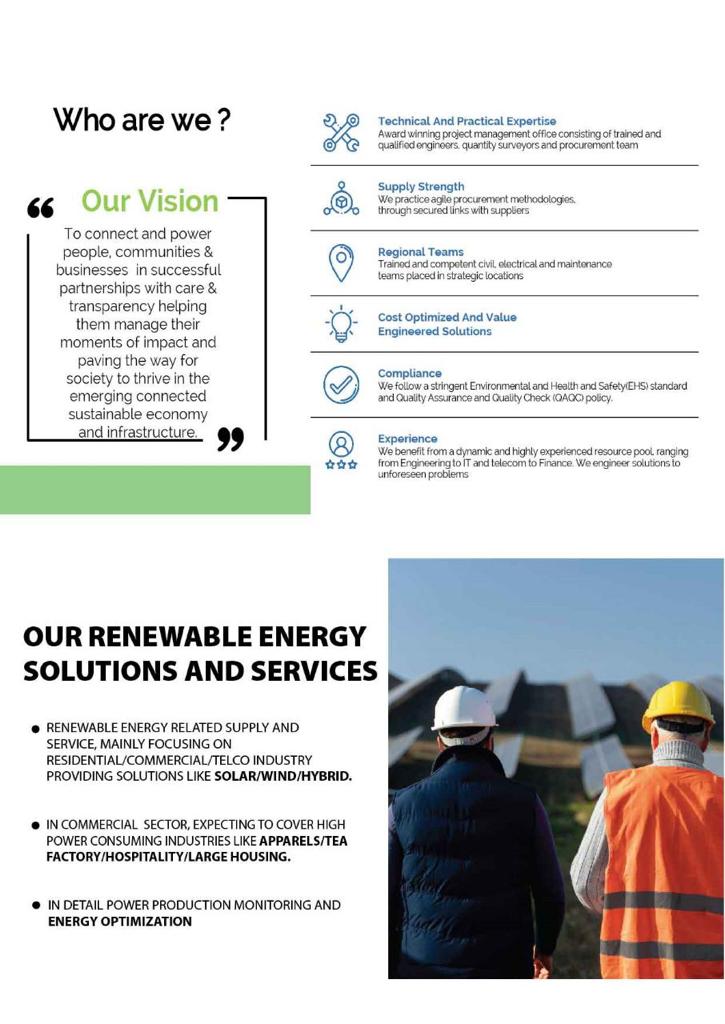 Who are we ?
“
Our Vision
To connect and power
people, communities &
businesses in successful
partnerships with care &
transparency helping
them manage their
moments of impact and
paving the way for
society to thrive in the
emerging connected
sustainable economy
and infrastructure.
”
Technical And Practical Expertise
Award winning project management office consisting of trained and
qualified engineers, quantity surveyors and procurement team
Supply Strength
We practice agile procurement methodologies,
through secured links with suppliers
Regional Teams
Trained and competent civil, electrical and maintenance
teams placed in strategic locations
Cost Optimized And Value
Engineered Solutions
Compliance
We follow a stringent Environmental and Health and Safety(EHS) standard
and Quality Assurance and Quality Check (QAQC) policy.
Experience
We benefit from a dynamic and highly experienced resource pool, ranging
from Engineering to IT and telecom to Finance. We engineer solutions to
unforeseen problems
OUR RENEWABLE ENERGY
SOLUTIONS AND SERVICES
● RENEWABLE ENERGY RELATED SUPPLY AND
SERVICE, MAINLY FOCUSING ON
RESIDENTIAL/COMMERCIAL/TELCO INDUSTRY
PROVIDING SOLUTIONS LIKE SOLAR/WIND/HYBRID.
● IN COMMERCIAL SECTOR, EXPECTING TO COVER HIGH
POWER CONSUMING INDUSTRIES LIKE APPARELS/TEA
FACTORY/HOSPITALITY/LARGE HOUSING.
● IN DETAIL POWER PRODUCTION MONITORING AND
ENERGY OPTIMIZATION